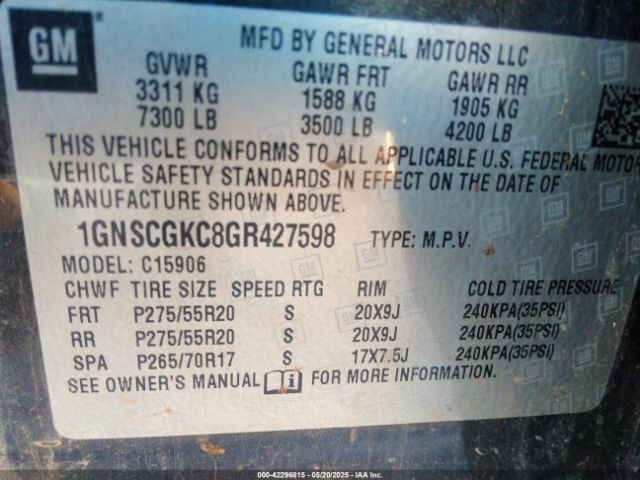 GM
MFD BY GENERAL MOTORS LLC
GVWR GAWR FRT GAWR RR
3311 KG 1588 KG 1905 KG
7300 LB 3500 LB 4200 LB
THIS VEHICLE CONFORMS TO ALL APPLICABLE U.S. FEDERAL MOTOR
VEHICLE SAFETY STANDARDS IN EFFECT ON THE DATE OF
MANUFACTURE SHOWN ABOVE.
1GNSCGKC8GR427598 TYPE: M.P.V.
MODEL: C15906
CHWF TIRE SIZE SPEED RTG RIM COLD TIRE PRESSURE
FRT P275/55R20 S 20X9J 240KPA(35PSI)
RR P275/55R20 S 20X9J 240KPA(35PSI)
SPA P265/70R17 S 17X7.5J 240KPA(35PSI)
SEE OWNER'S MANUAL i FOR MORE INFORMATION.
000-42296815 - 05/20/2025 - IAA Holdings, LLC